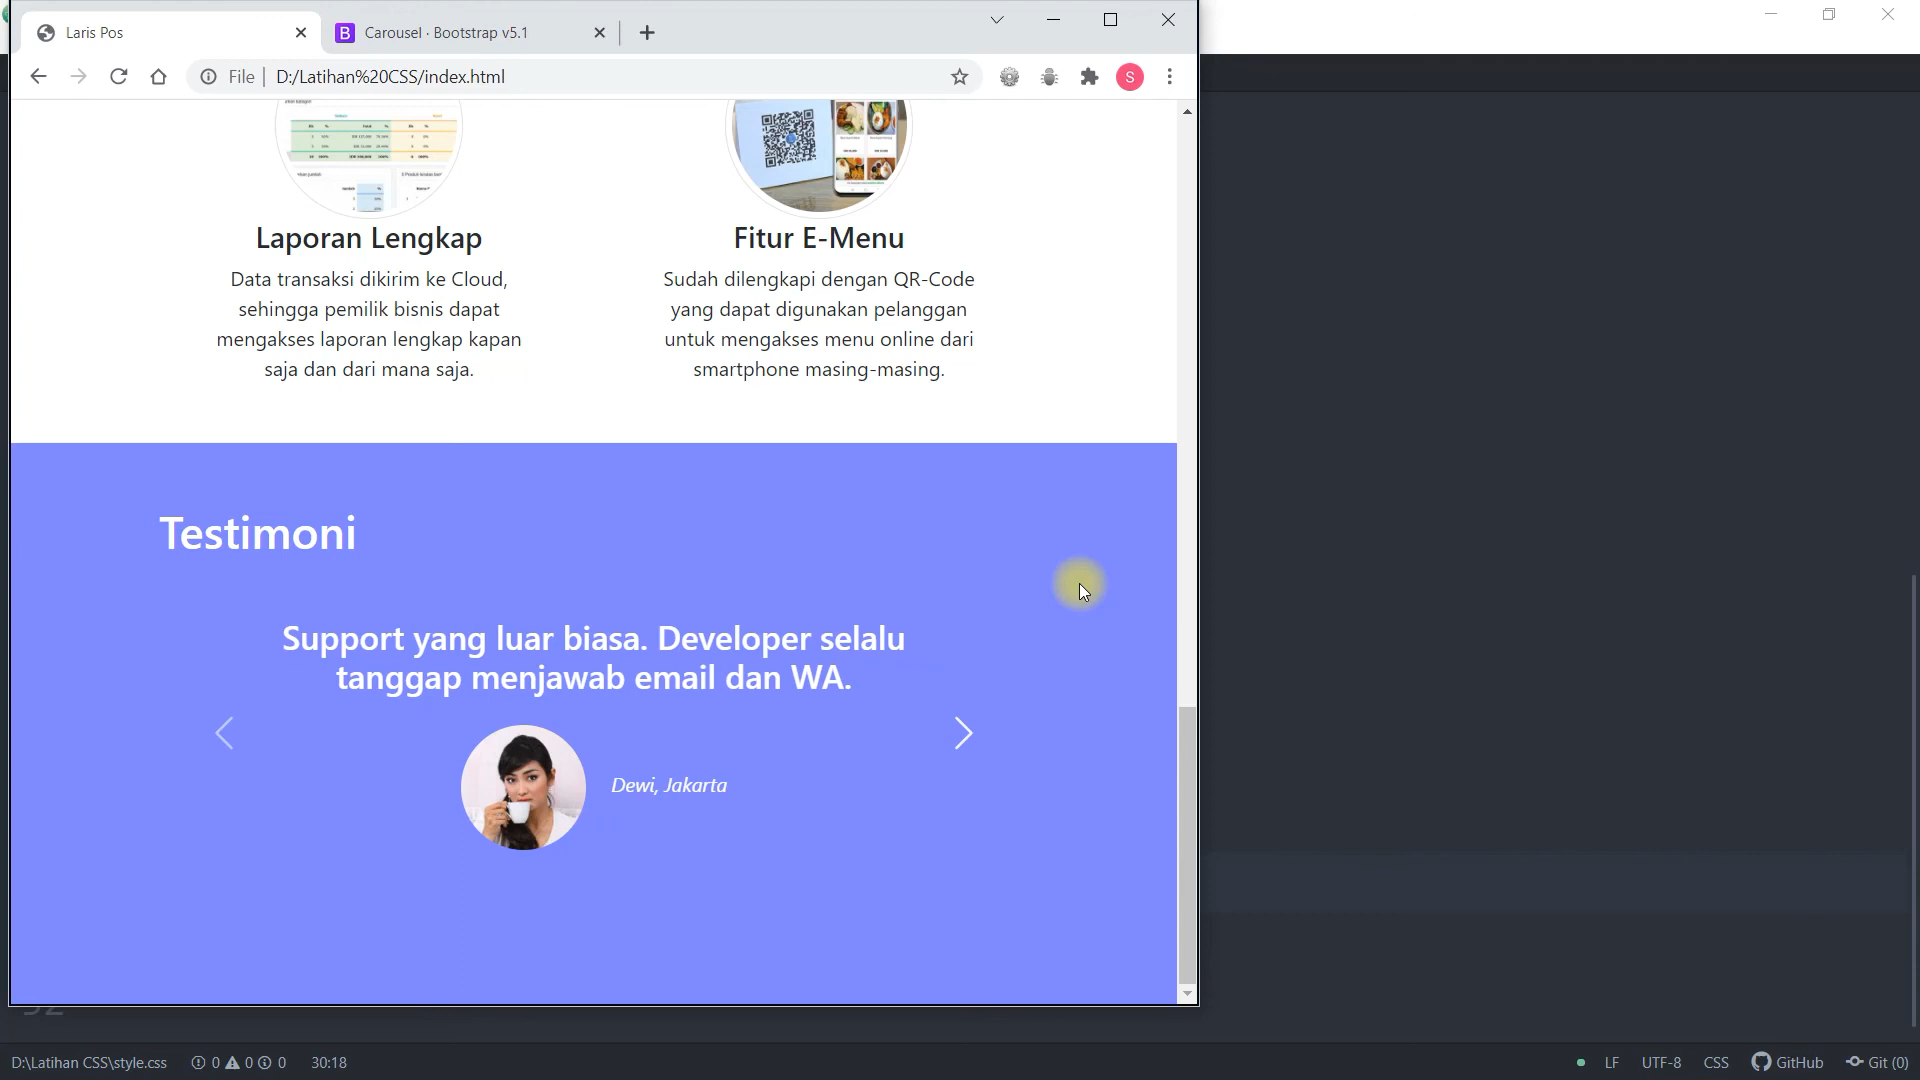 Laris Pos
Carousel · Bootstrap v5.1
File
D:/Latihan%20CSS/index.html
S
Laporan Lengkap
Data transaksi dikirim ke Cloud,
sehingga pemilik bisnis dapat
mengakses laporan lengkap kapan
saja dan dari mana saja.
Fitur E-Menu
Sudah dilengkapi dengan QR-Code
yang dapat digunakan pelanggan
untuk mengakses menu online dari
smartphone masing-masing.
Testimoni
Support yang luar biasa. Developer selalu
tanggap menjawab email dan WA.
Dewi, Jakarta
D:\Latihan CSS\style.css 0 0 0 30:18
LF UTF-8 CSS GitHub Git (0)